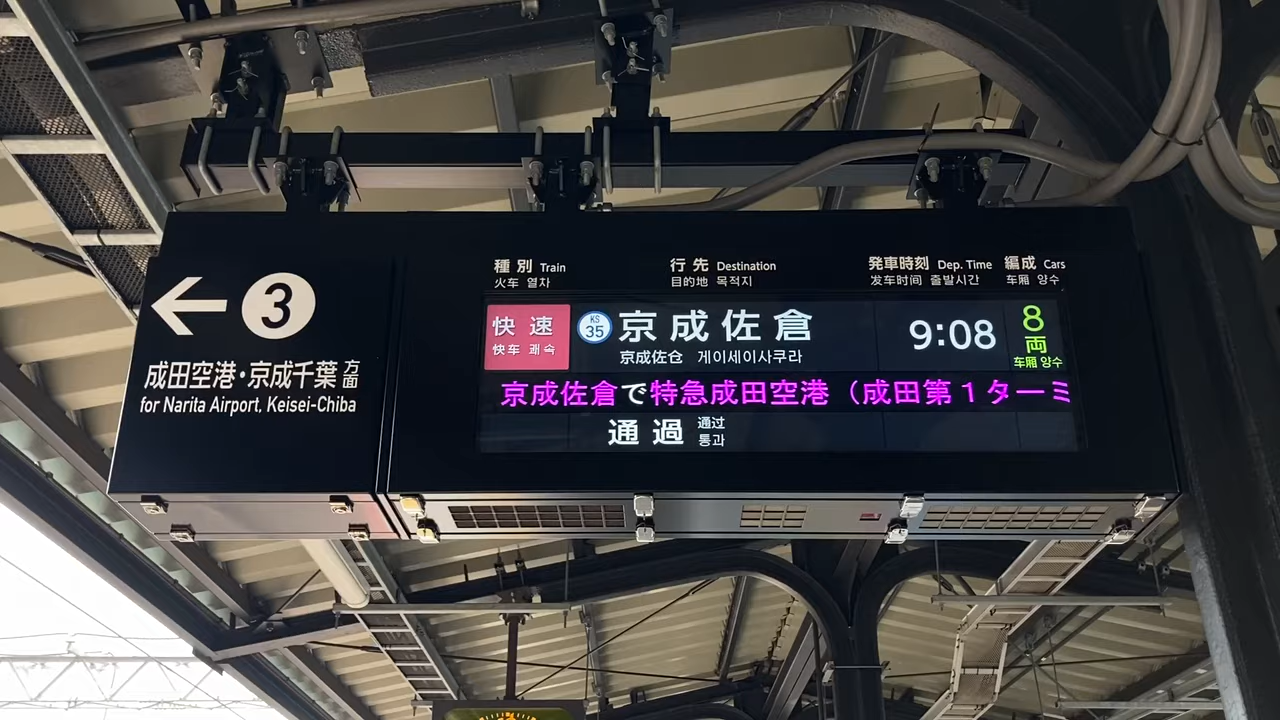 ③
成田空港・京成千葉方面
for Narita Airport, Keisei-Chiba
種別 Train 行先 Destination 発車時刻 Dep. Time 編成 Cars
火车 열차 目的地 목적지 发车时间 출발시간 车厢 량수
快速 KS 35 京成佐倉 9:08 8両
快车 쾌속 京成佐仓 게이세이사쿠라 车厢 량수
京成佐倉で特急成田空港（成田第１ターミ
通過 通过 통과